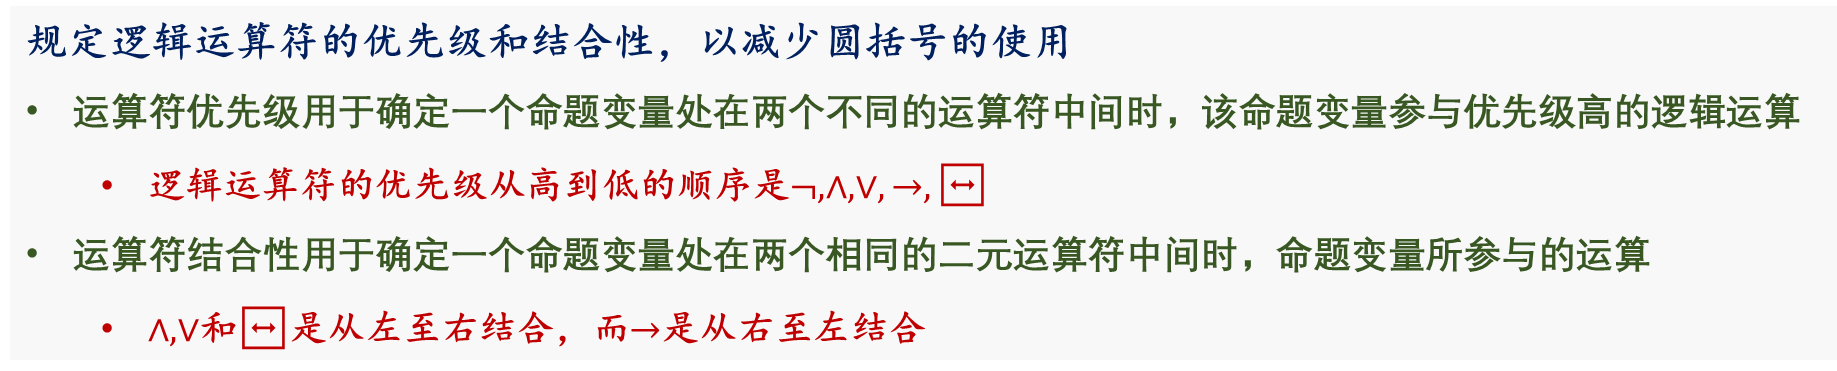 规定逻辑运算符的优先级和结合性，以减少圆括号的使用
• 运算符优先级用于确定一个命题变量处在两个不同的运算符中间时，该命题变量参与优先级高的逻辑运算
• 逻辑运算符的优先级从高到低的顺序是¬,∧,∨, →, ↔
• 运算符结合性用于确定一个命题变量处在两个相同的二元运算符中间时，命题变量所参与的运算
• ∧,∨和↔是从左至右结合，而→是从右至左结合